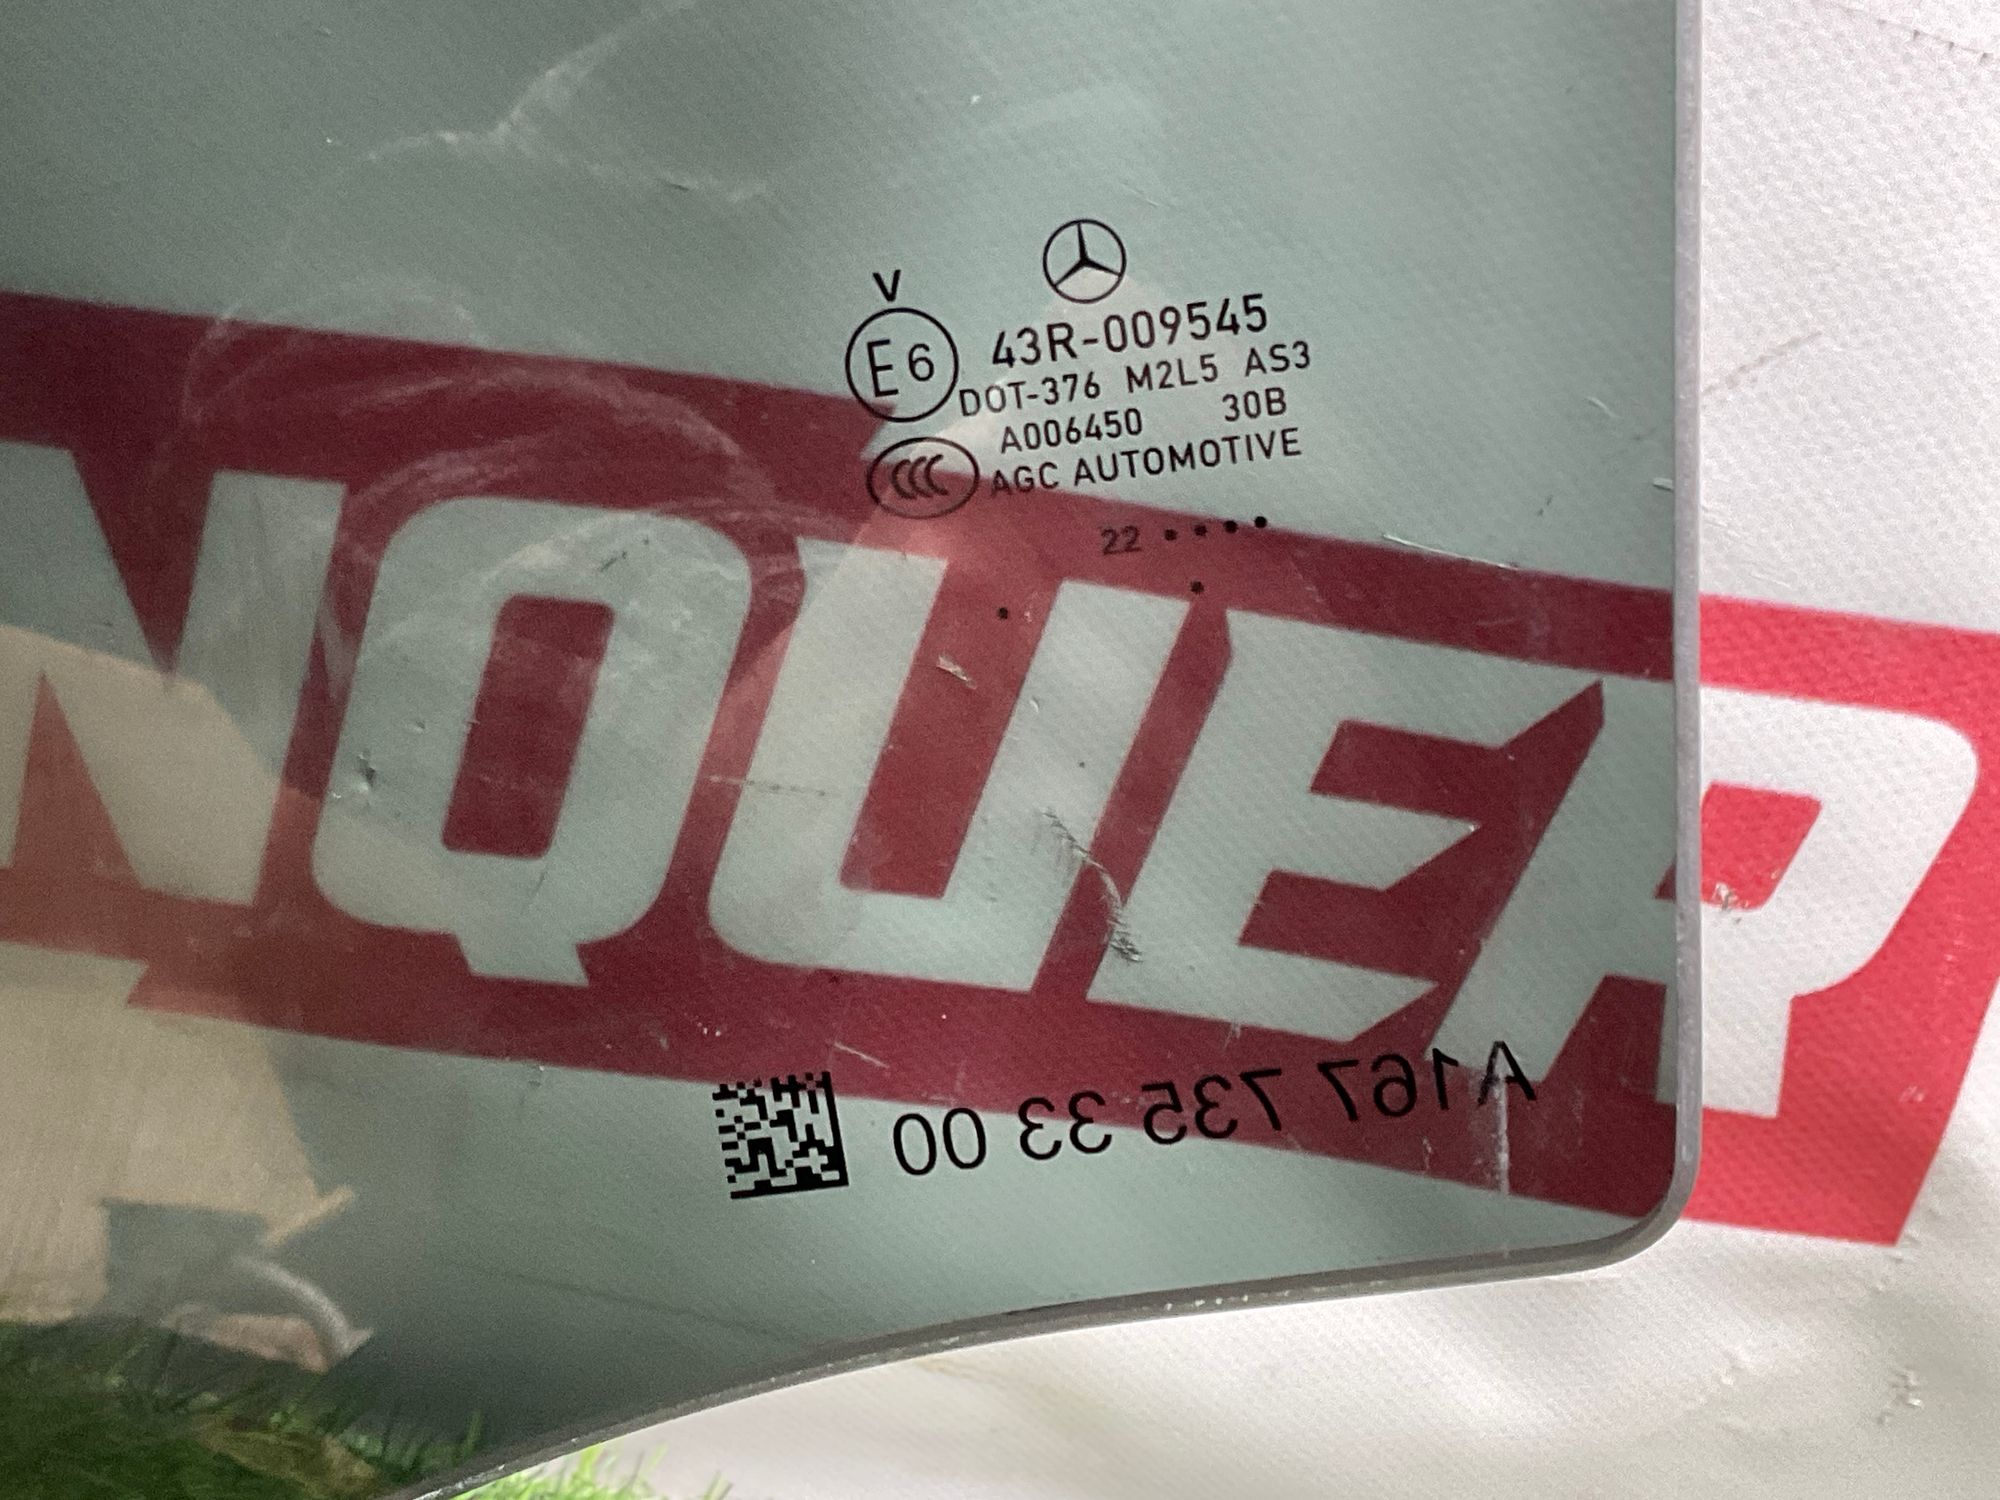 V
E6
43R-009545
DOT-376 M2L5 AS3
A006450 30B
CCC
AGC AUTOMOTIVE
22 ....
NQUER
A167 735 33 00